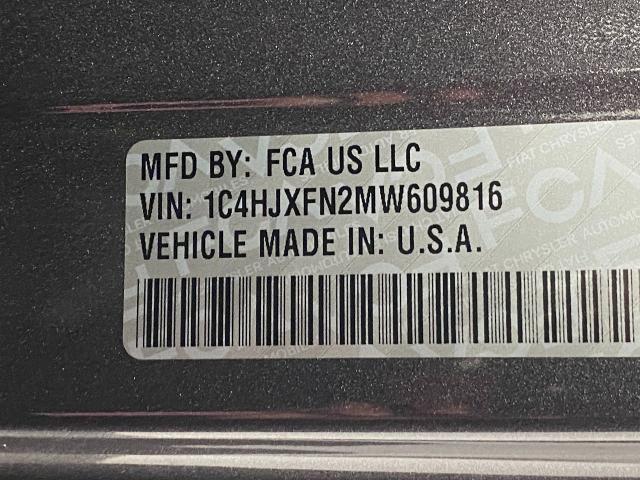 MFD BY: FCA US LLC
VIN: 1C4HJXFN2MW609816
VEHICLE MADE IN: U.S.A.